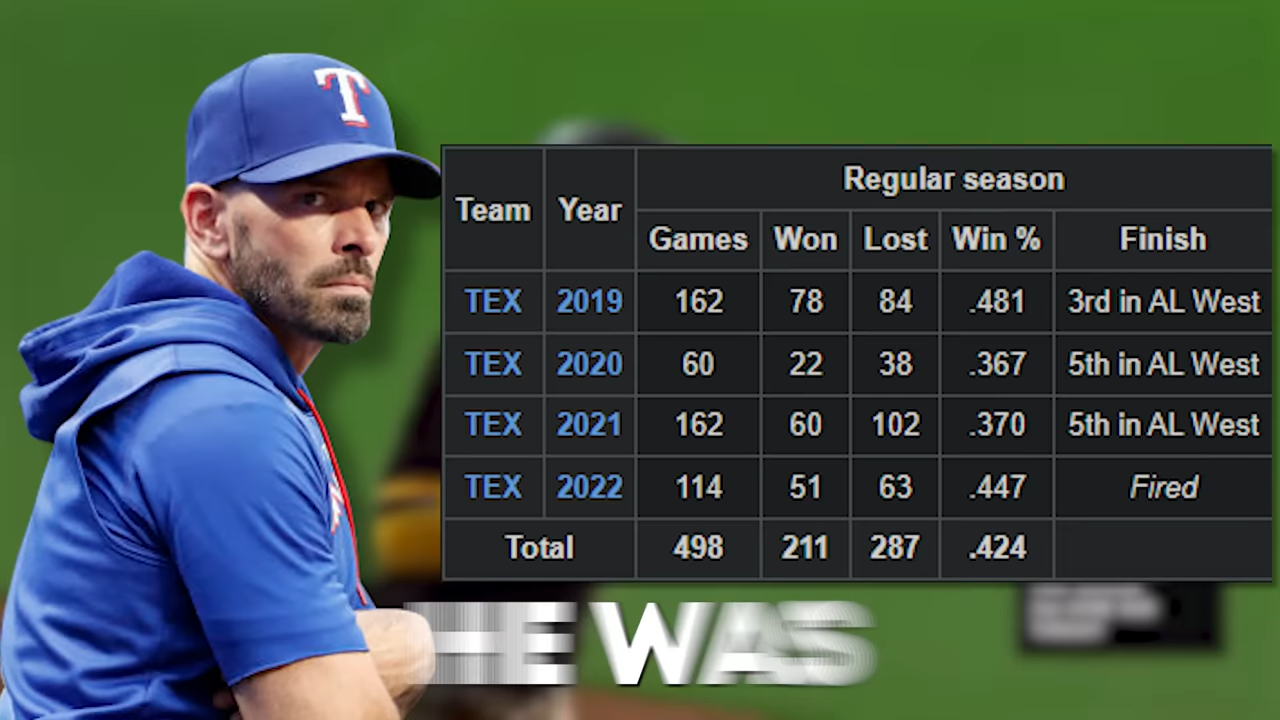 T
Regular season
Team Year
Games Won Lost Win % Finish
TEX 2019 162 78 84 .481 3rd in AL West
TEX 2020 60 22 38 .367 5th in AL West
TEX 2021 162 60 102 .370 5th in AL West
TEX 2022 114 51 63 .447 Fired
Total 498 211 287 .424
HE WAS